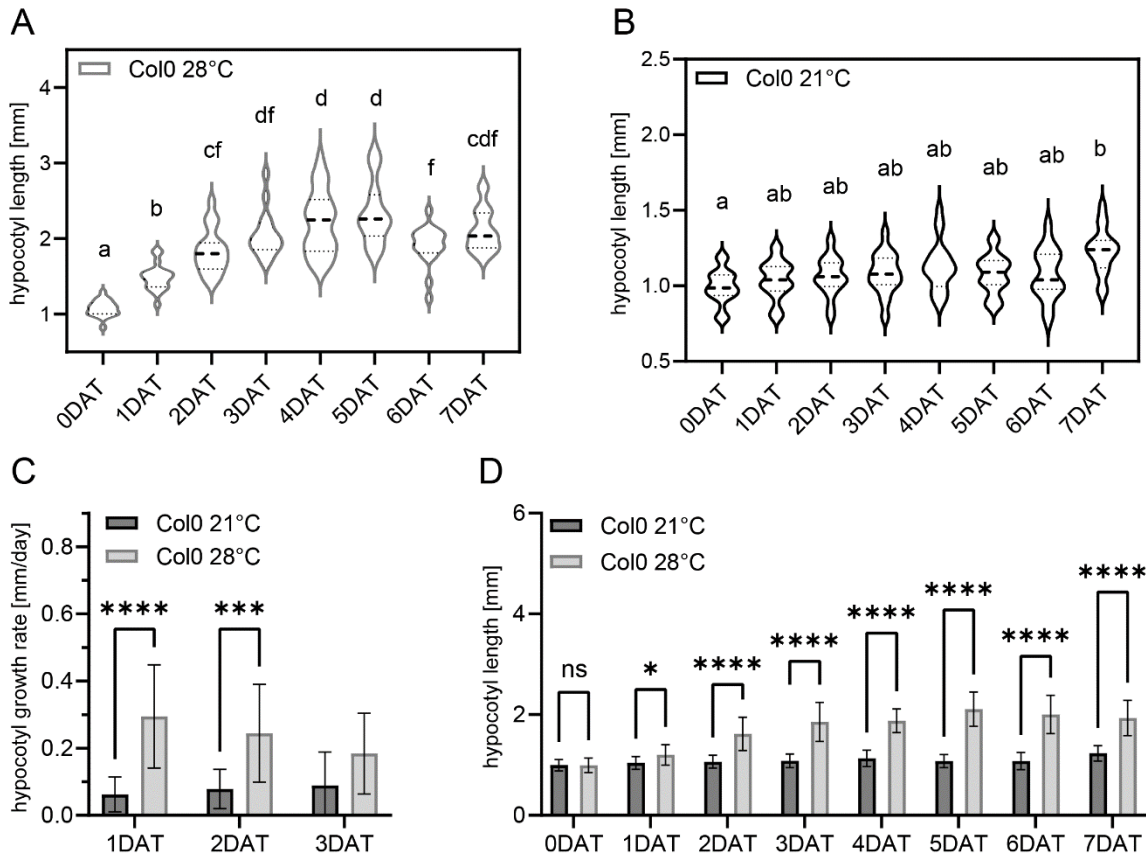 A
Col0 28°C
hypocotyl length [mm]
4
3
2
1
a
b
cf
df
d
d
f
cdf
0DAT
1DAT
2DAT
3DAT
4DAT
5DAT
6DAT
7DAT
B
Col0 21°C
hypocotyl length [mm]
2.5
2.0
1.5
1.0
0.5
a
ab
ab
ab
ab
ab
ab
b
0DAT
1DAT
2DAT
3DAT
4DAT
5DAT
6DAT
7DAT
C
Col0 21°C
Col0 28°C
hypocotyl growth rate [mm/day]
0.8
0.6
0.4
0.2
0.0
****
***
1DAT
2DAT
3DAT
D
Col0 21°C
Col0 28°C
hypocotyl length [mm]
6
4
2
0
ns
*
****
****
****
****
****
****
0DAT
1DAT
2DAT
3DAT
4DAT
5DAT
6DAT
7DAT